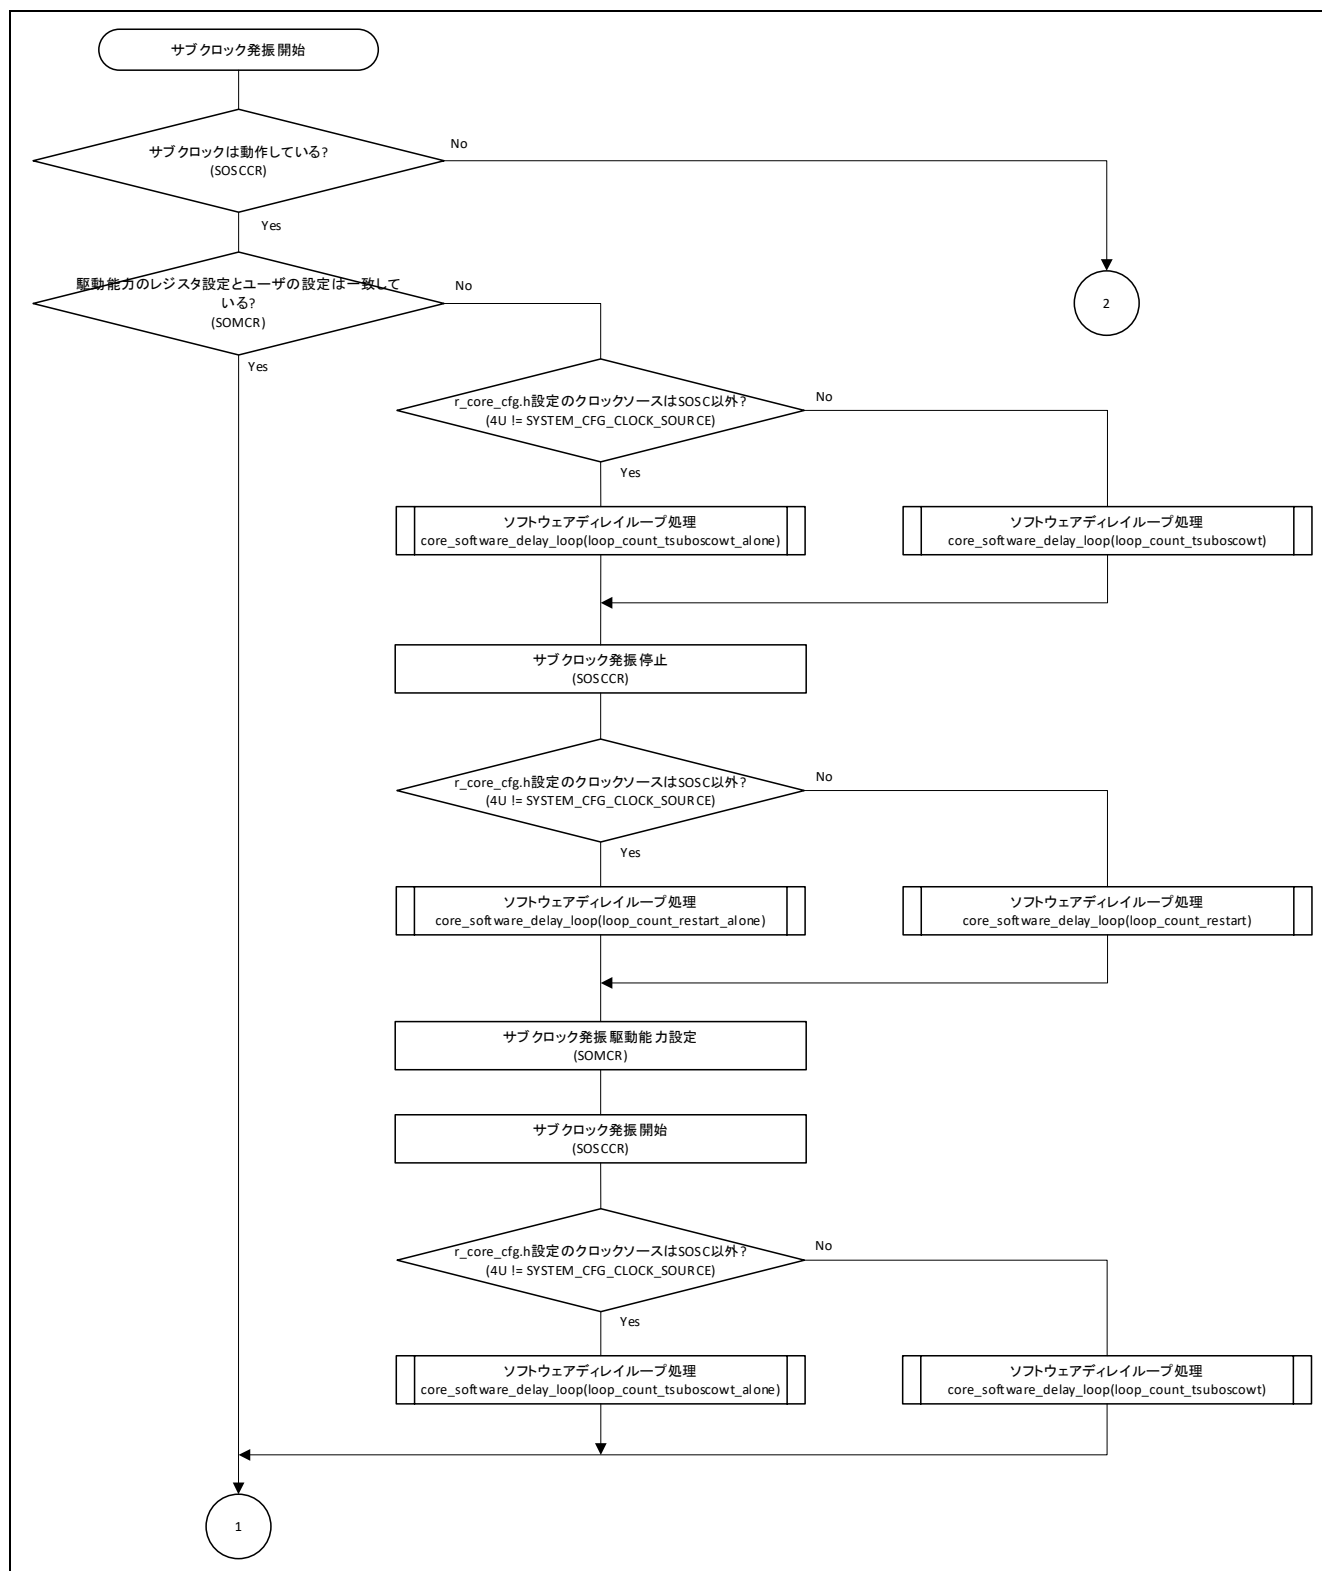 サブクロック発振開始
サブクロックは動作している?
(SOSCCR)
No
Yes
駆動能力のレジスタ設定とユーザの設定は一致して
いる?
(SOMCR)
No
2
Yes
r_core_cfg.h設定のクロックソースはSOSC以外?
(4U != SYSTEM_CFG_CLOCK_SOURCE)
No
Yes
ソフトウェアディレイループ処理
core_software_delay_loop(loop_count_tsuboscowt_alone)
ソフトウェアディレイループ処理
core_software_delay_loop(loop_count_tsuboscowt)
サブクロック発振停止
(SOSCCR)
r_core_cfg.h設定のクロックソースはSOSC以外?
(4U != SYSTEM_CFG_CLOCK_SOURCE)
No
Yes
ソフトウェアディレイループ処理
core_software_delay_loop(loop_count_restart_alone)
ソフトウェアディレイループ処理
core_software_delay_loop(loop_count_restart)
サブクロック発振駆動能力設定
(SOMCR)
サブクロック発振開始
(SOSCCR)
r_core_cfg.h設定のクロックソースはSOSC以外?
(4U != SYSTEM_CFG_CLOCK_SOURCE)
No
Yes
ソフトウェアディレイループ処理
core_software_delay_loop(loop_count_tsuboscowt_alone)
ソフトウェアディレイループ処理
core_software_delay_loop(loop_count_tsuboscowt)
1